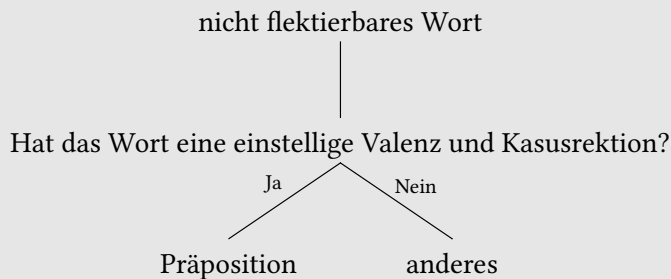 nicht flektierbares Wort
Hat das Wort eine einstellige Valenz und Kasusrektion?
Ja
Nein
Präposition
anderes